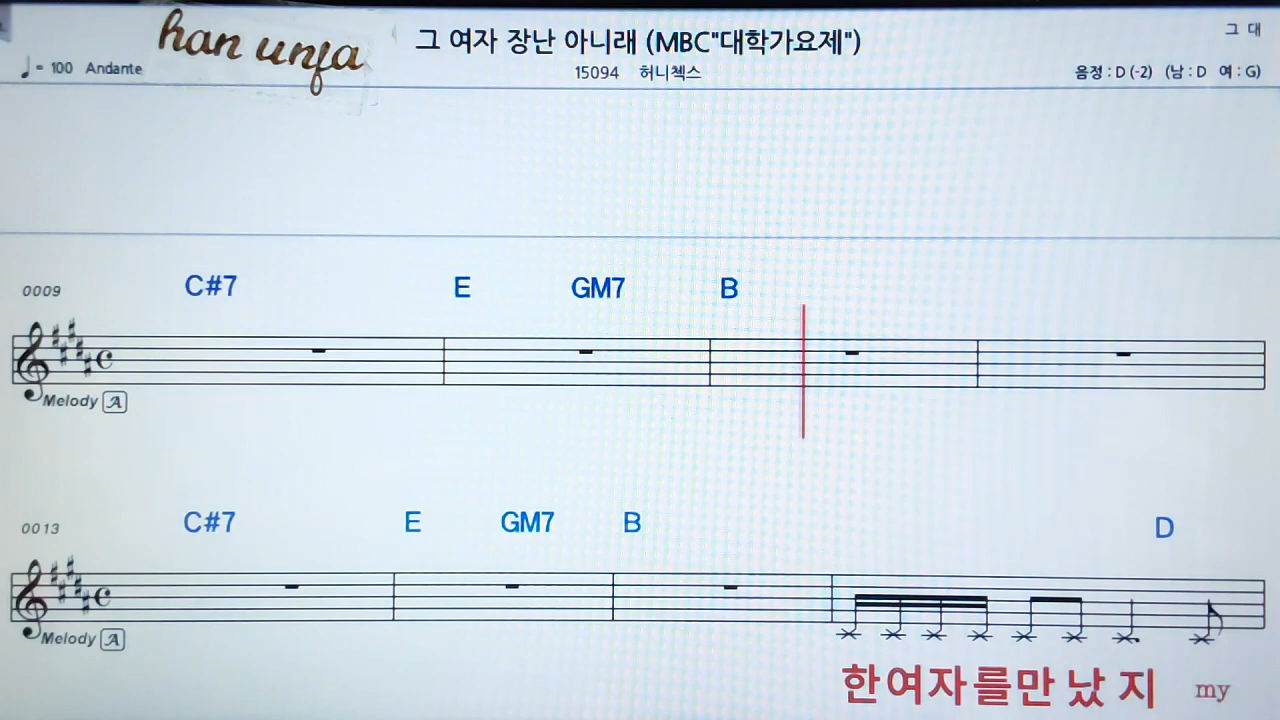 han unfa
그 여자 장난 아니래 (MBC"대학가요제")
그 대
♩= 100 Andante
15094 허니첵스
음정 : D (-2) (남 : D 여 : G)
0009 C#7 E GM7 B
Melody A
0013 C#7 E GM7 B D
Melody A
한여자를만났지 my